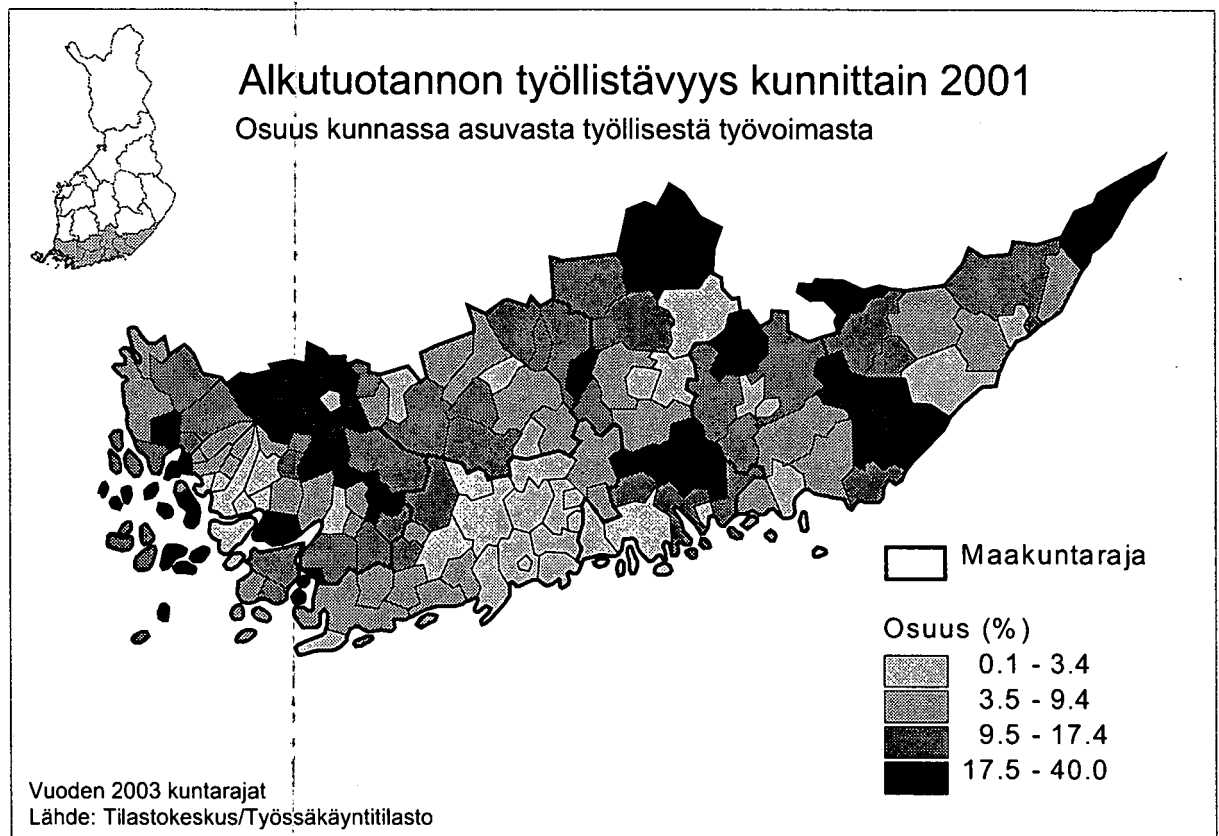 Alkutuotannon työllistävyys kunnittain 2001
Osuus kunnassa asuvasta työllisestä työvoimasta
Maakuntaraja
Osuus (%)
0.1 - 3.4
3.5 - 9.4
9.5 - 17.4
17.5 - 40.0
Vuoden 2003 kuntarajat
Lähde: Tilastokeskus/Työssäkäyntitilasto